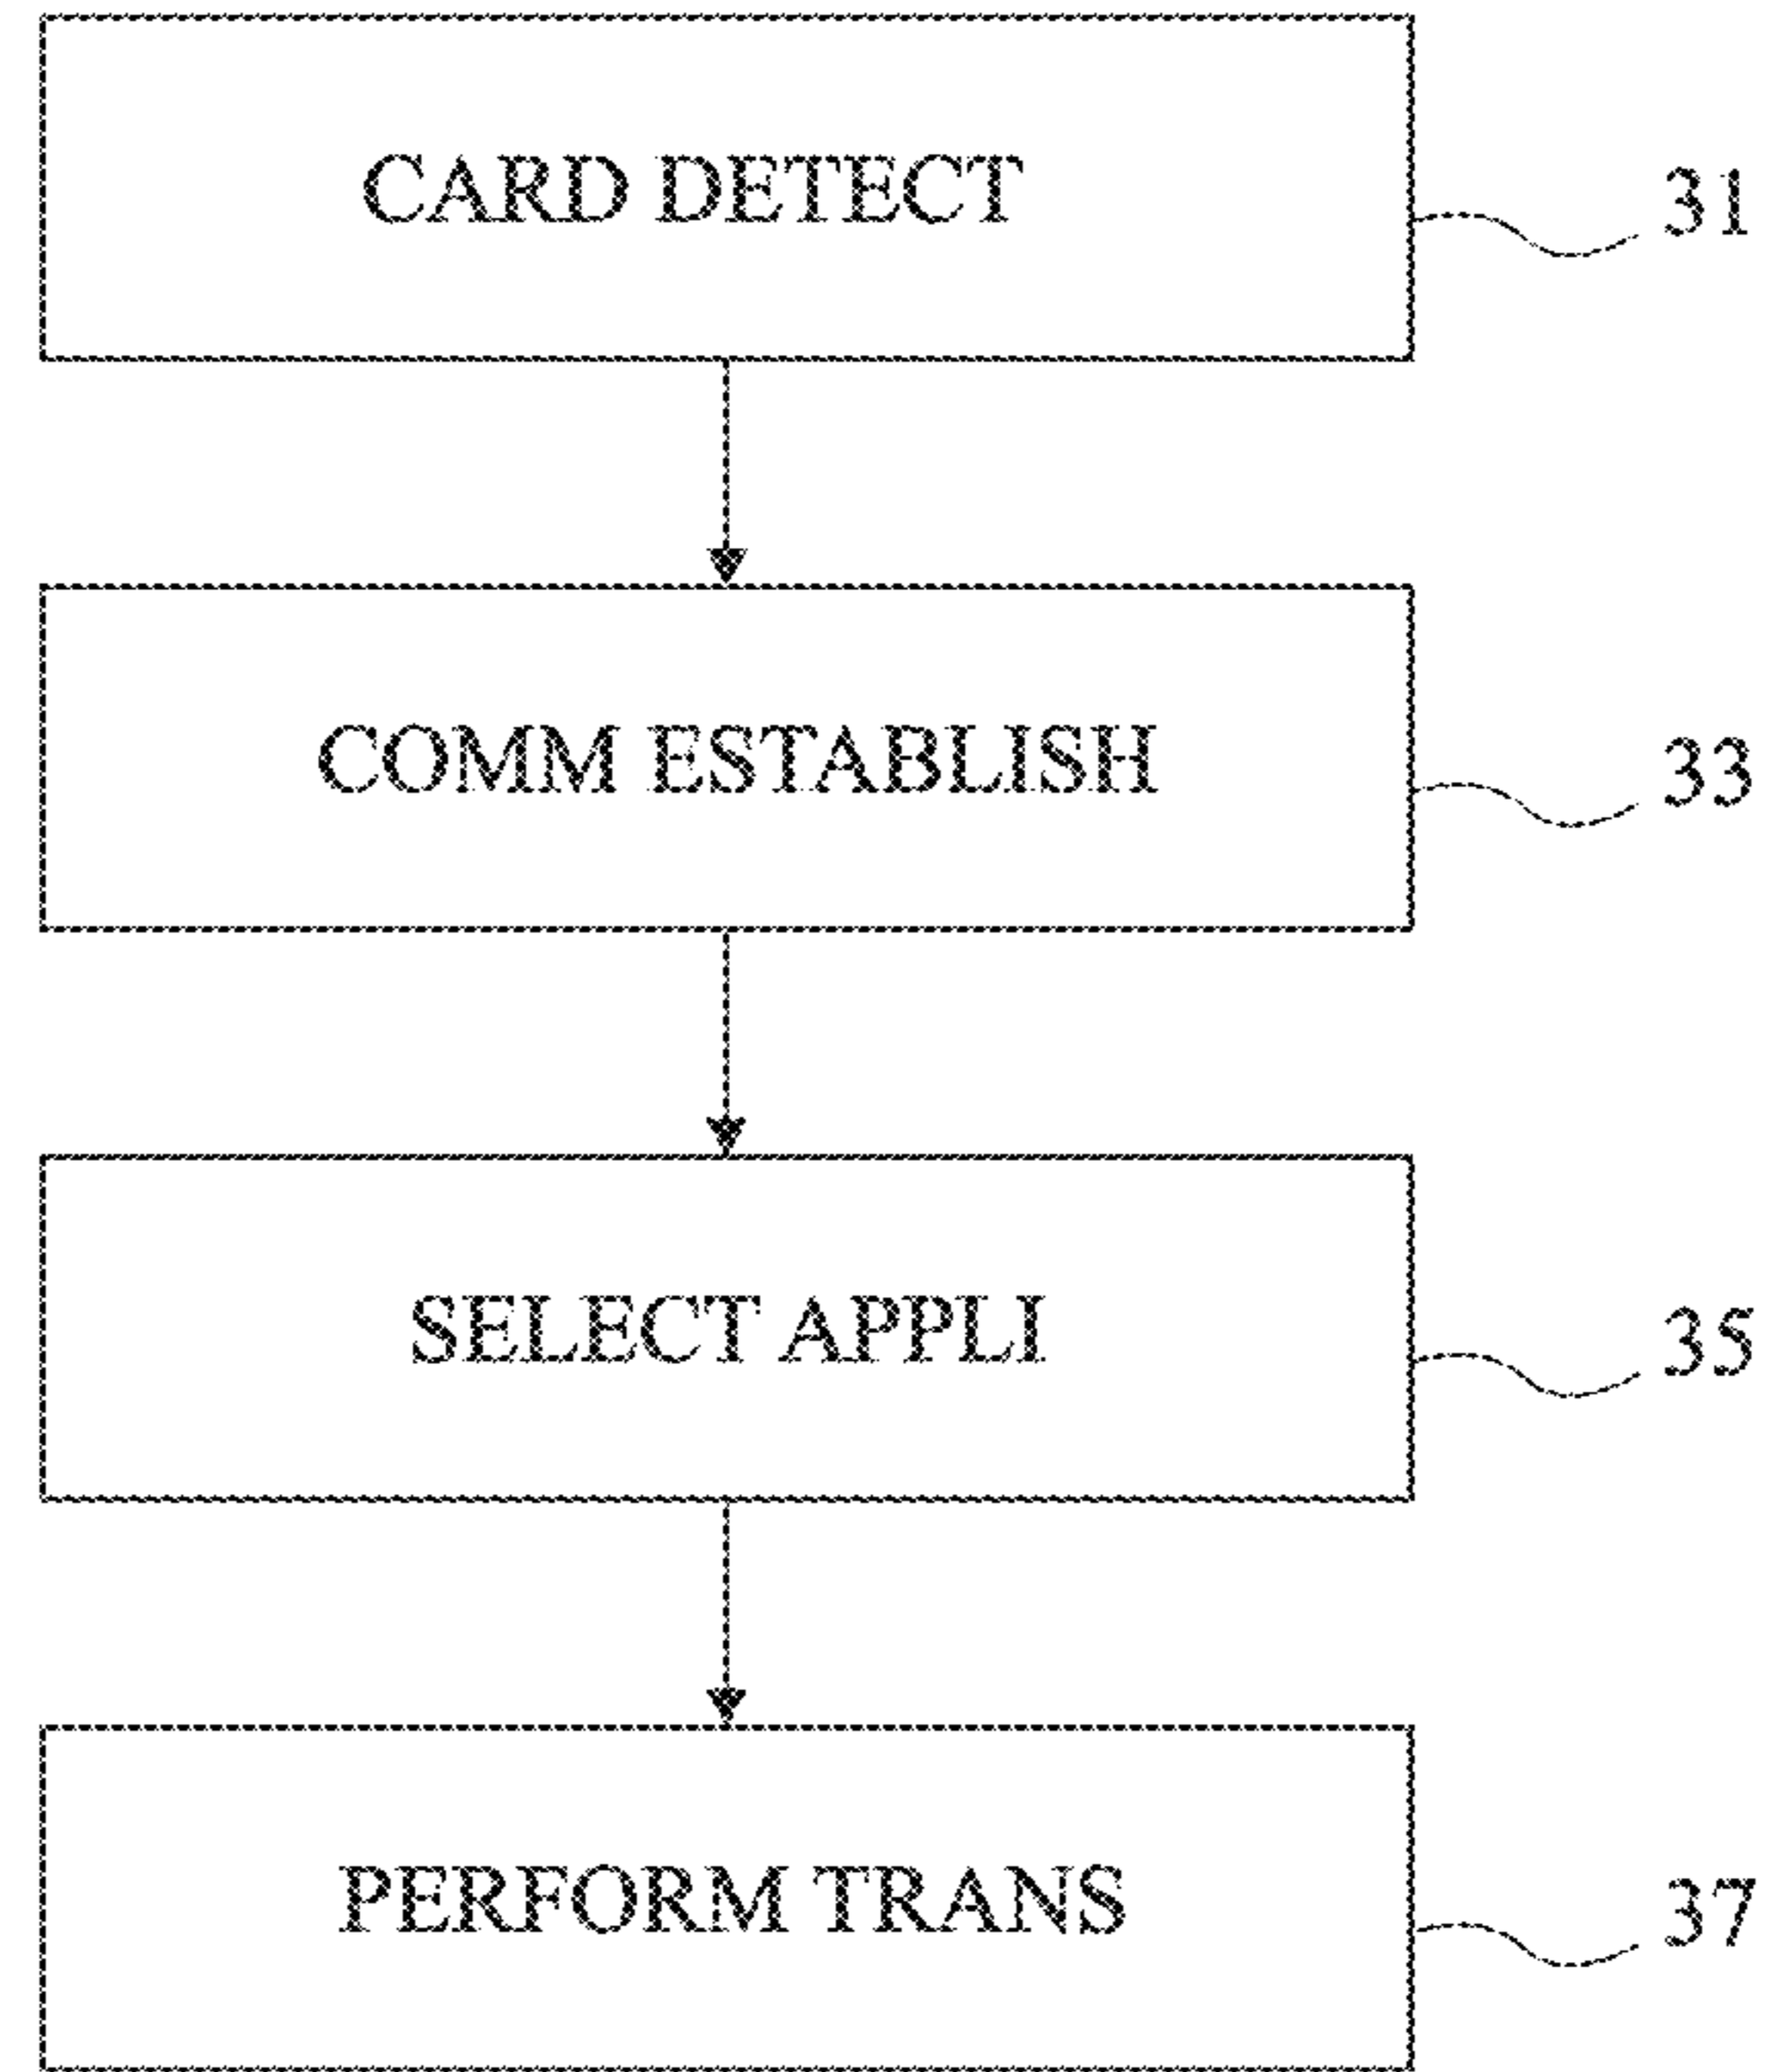 CARD DETECT
31
COMM ESTABLISH
33
SELECT APPLI
35
PERFORM TRANS
37